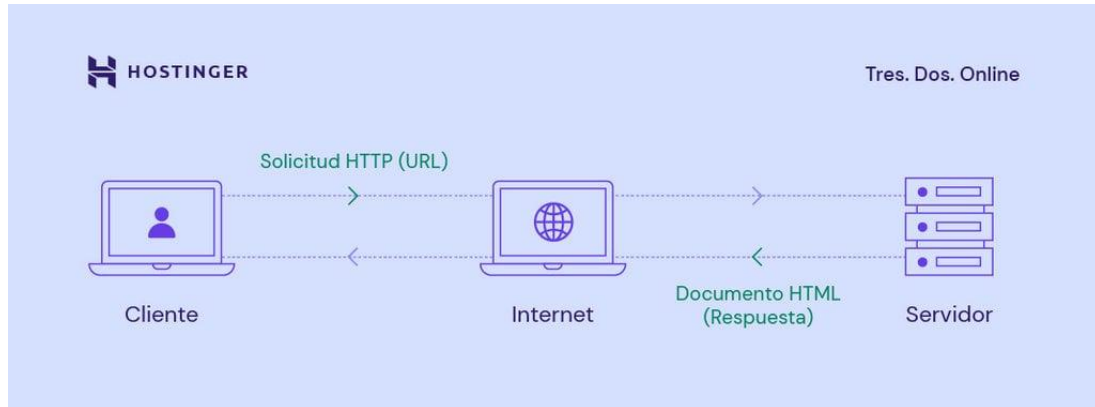 HOSTINGER
Tres. Dos. Online
Solicitud HTTP (URL)
Documento HTML
(Respuesta)
Cliente
Internet
Servidor